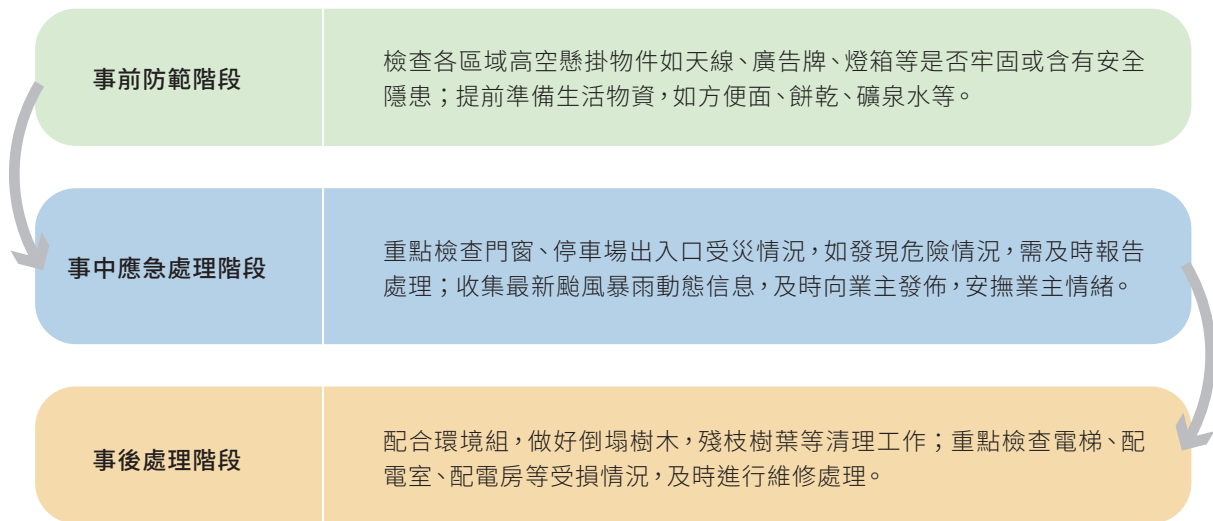 事前防範階段
檢查各區域高空懸掛物件如天線、廣告牌、燈箱等是否牢固或含有安全
隱患；提前準備生活物資，如方便面、餅乾、礦泉水等。
事中應急處理階段
重點檢查門窗、停車場出入口受災情況，如發現危險情況，需及時報告
處理；收集最新颱風暴雨動態信息，及時向業主發佈，安撫業主情緒。
事後處理階段
配合環境組，做好倒塌樹木，殘枝樹葉等清理工作；重點檢查電梯、配
電室、配電房等受損情況，及時進行維修處理。